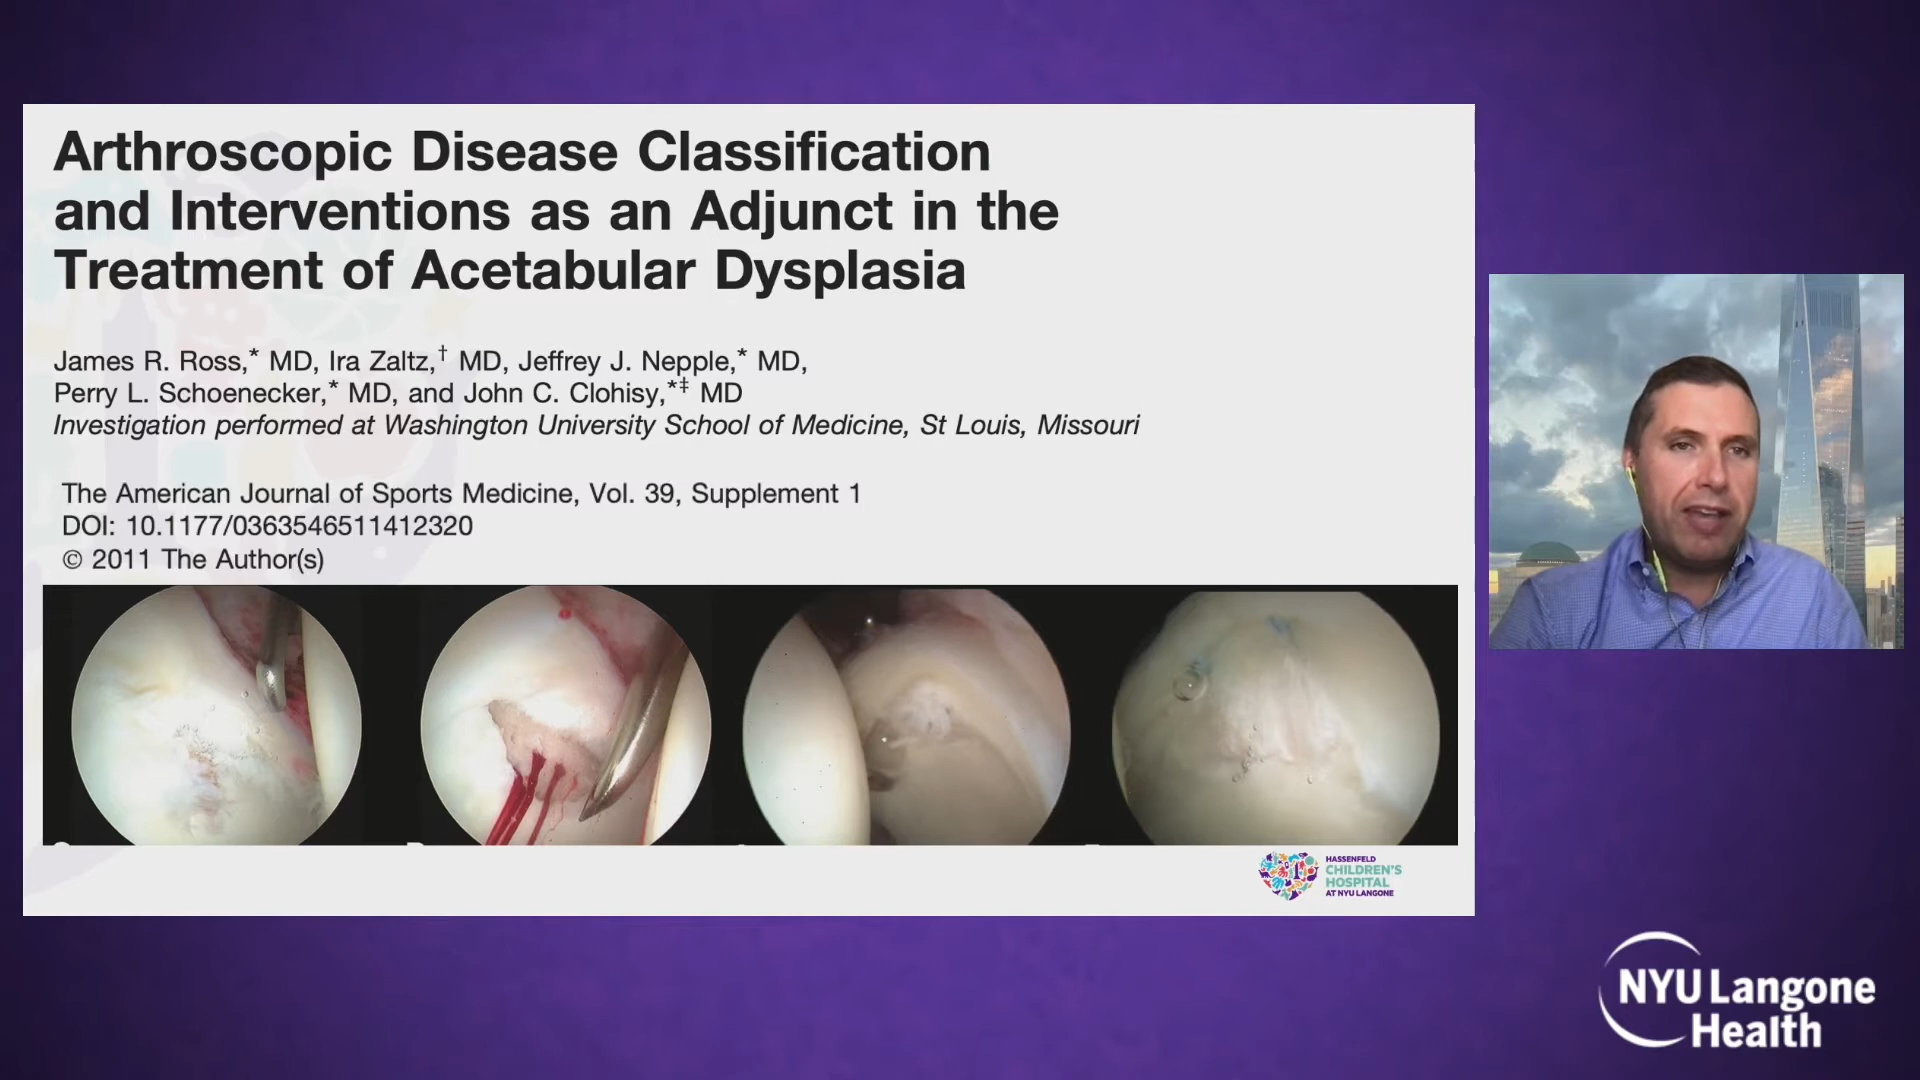 Arthroscopic Disease Classification
and Interventions as an Adjunct in the
Treatment of Acetabular Dysplasia
James R. Ross,* MD, Ira Zaltz,† MD, Jeffrey J. Nepple,* MD,
Perry L. Schoenecker,* MD, and John C. Clohisy,*‡ MD
Investigation performed at Washington University School of Medicine, St Louis, Missouri
The American Journal of Sports Medicine, Vol. 39, Supplement 1
DOI: 10.1177/0363546511412320
© 2011 The Author(s)
HASSENFELD
CHILDREN'S
HOSPITAL
AT NYU LANGONE
NYU Langone
Health